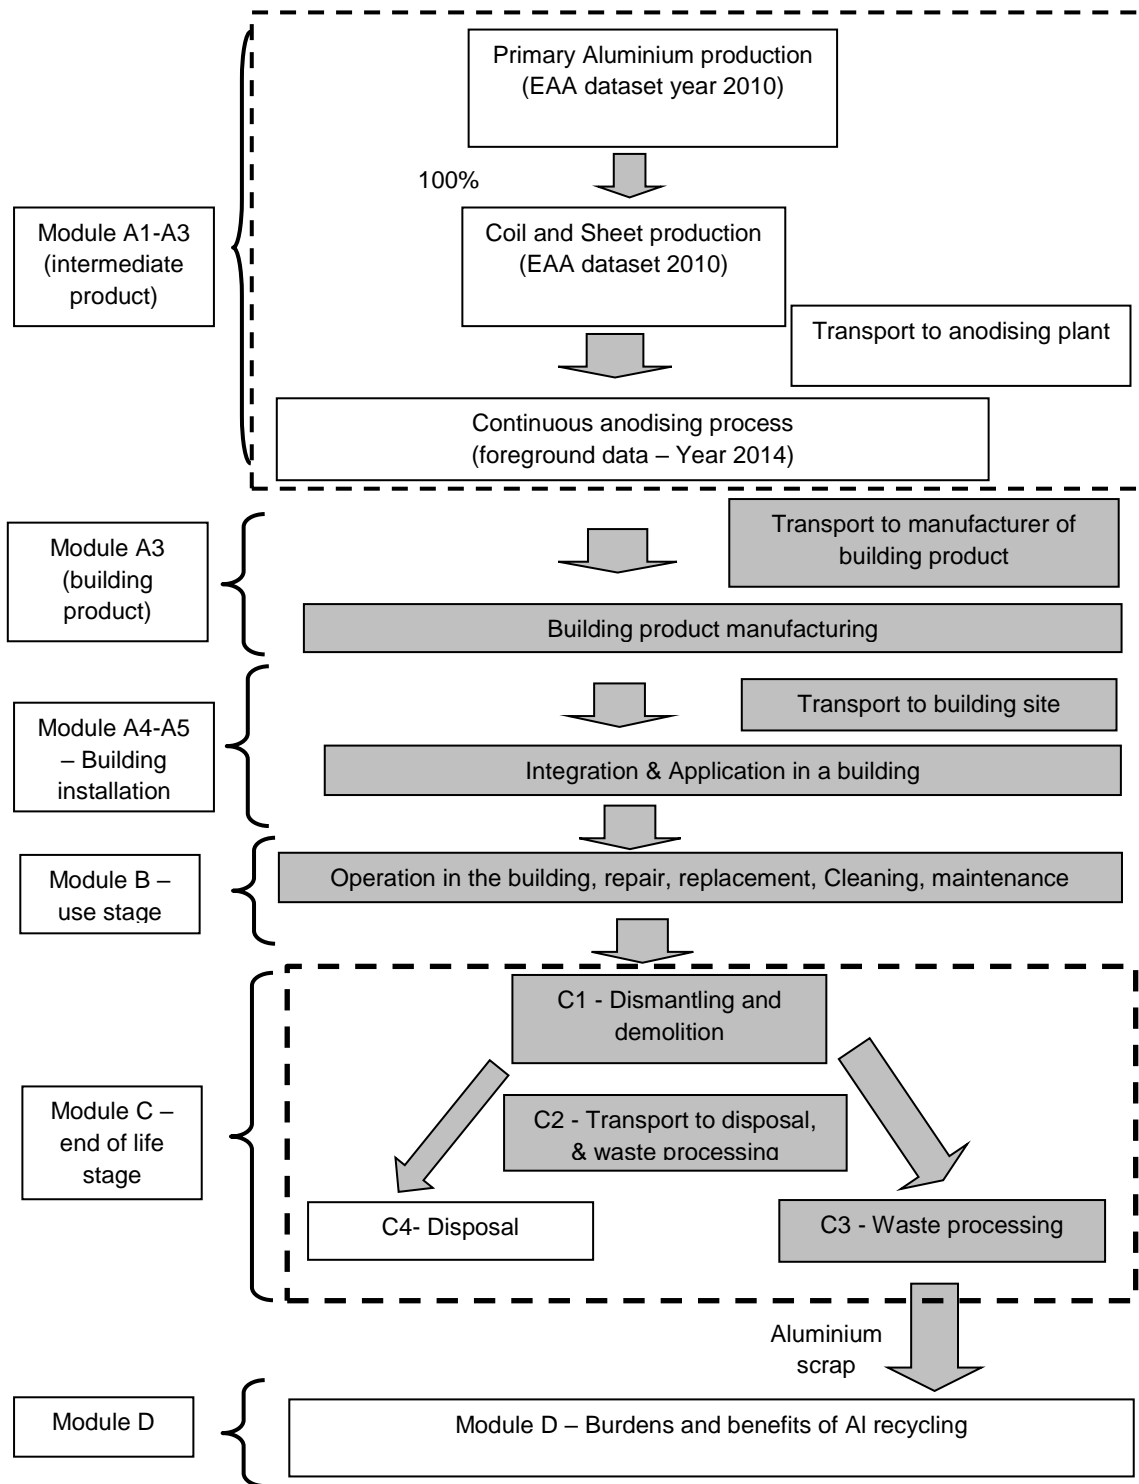 Primary Aluminium production
(EAA dataset year 2010)
100%
Module A1-A3
(intermediate
product)
Coil and Sheet production
(EAA dataset 2010)
Transport to anodising plant
Continuous anodising process
(foreground data – Year 2014)
Module A3
(building
product)
Transport to manufacturer of
building product
Building product manufacturing
Module A4-A5
– Building
installation
Transport to building site
Integration & Application in a building
Module B –
use stage
Operation in the building, repair, replacement, Cleaning, maintenance
Module C –
end of life
stage
C1 - Dismantling and
demolition
C2 - Transport to disposal,
& waste processing
C4- Disposal
C3 - Waste processing
Aluminium
scrap
Module D
Module D – Burdens and benefits of Al recycling